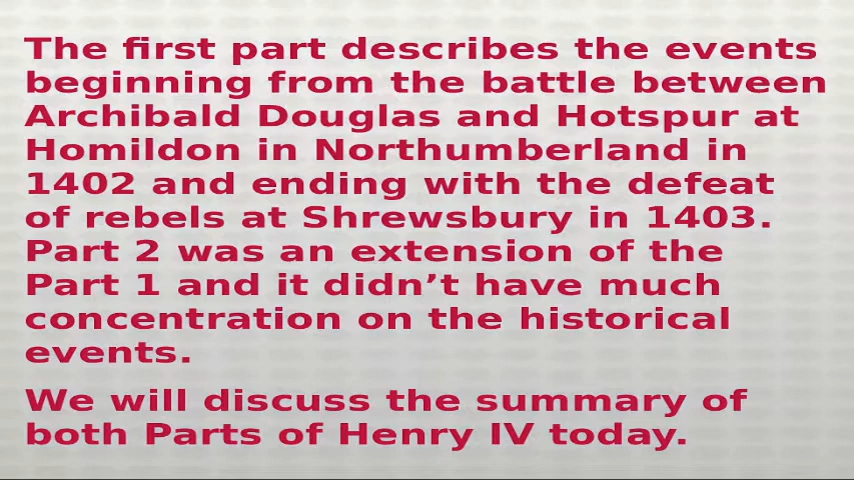 The first part describes the events
beginning from the battle between
Archibald Douglas and Hotspur at
Homildon in Northumberland in
1402 and ending with the defeat
of rebels at Shrewsbury in 1403.
Part 2 was an extension of the
Part 1 and it didn’t have much
concentration on the historical
events.
We will discuss the summary of
both Parts of Henry IV today.